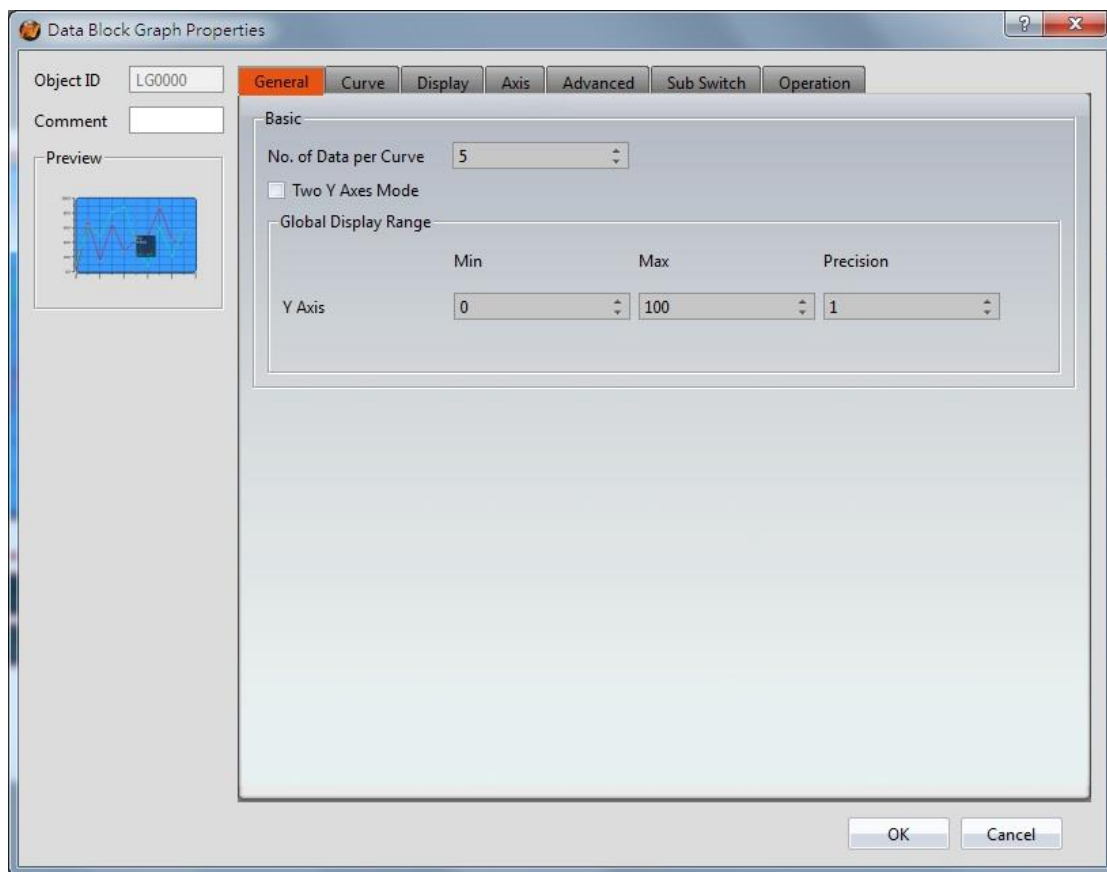 Data Block Graph Properties
Object ID LG0000
General Curve Display Axis Advanced Sub Switch Operation
Comment
Basic
Preview
No. of Data per Curve 5
Two Y Axes Mode
Global Display Range
Min Max Precision
Y Axis 0 100 1
OK Cancel